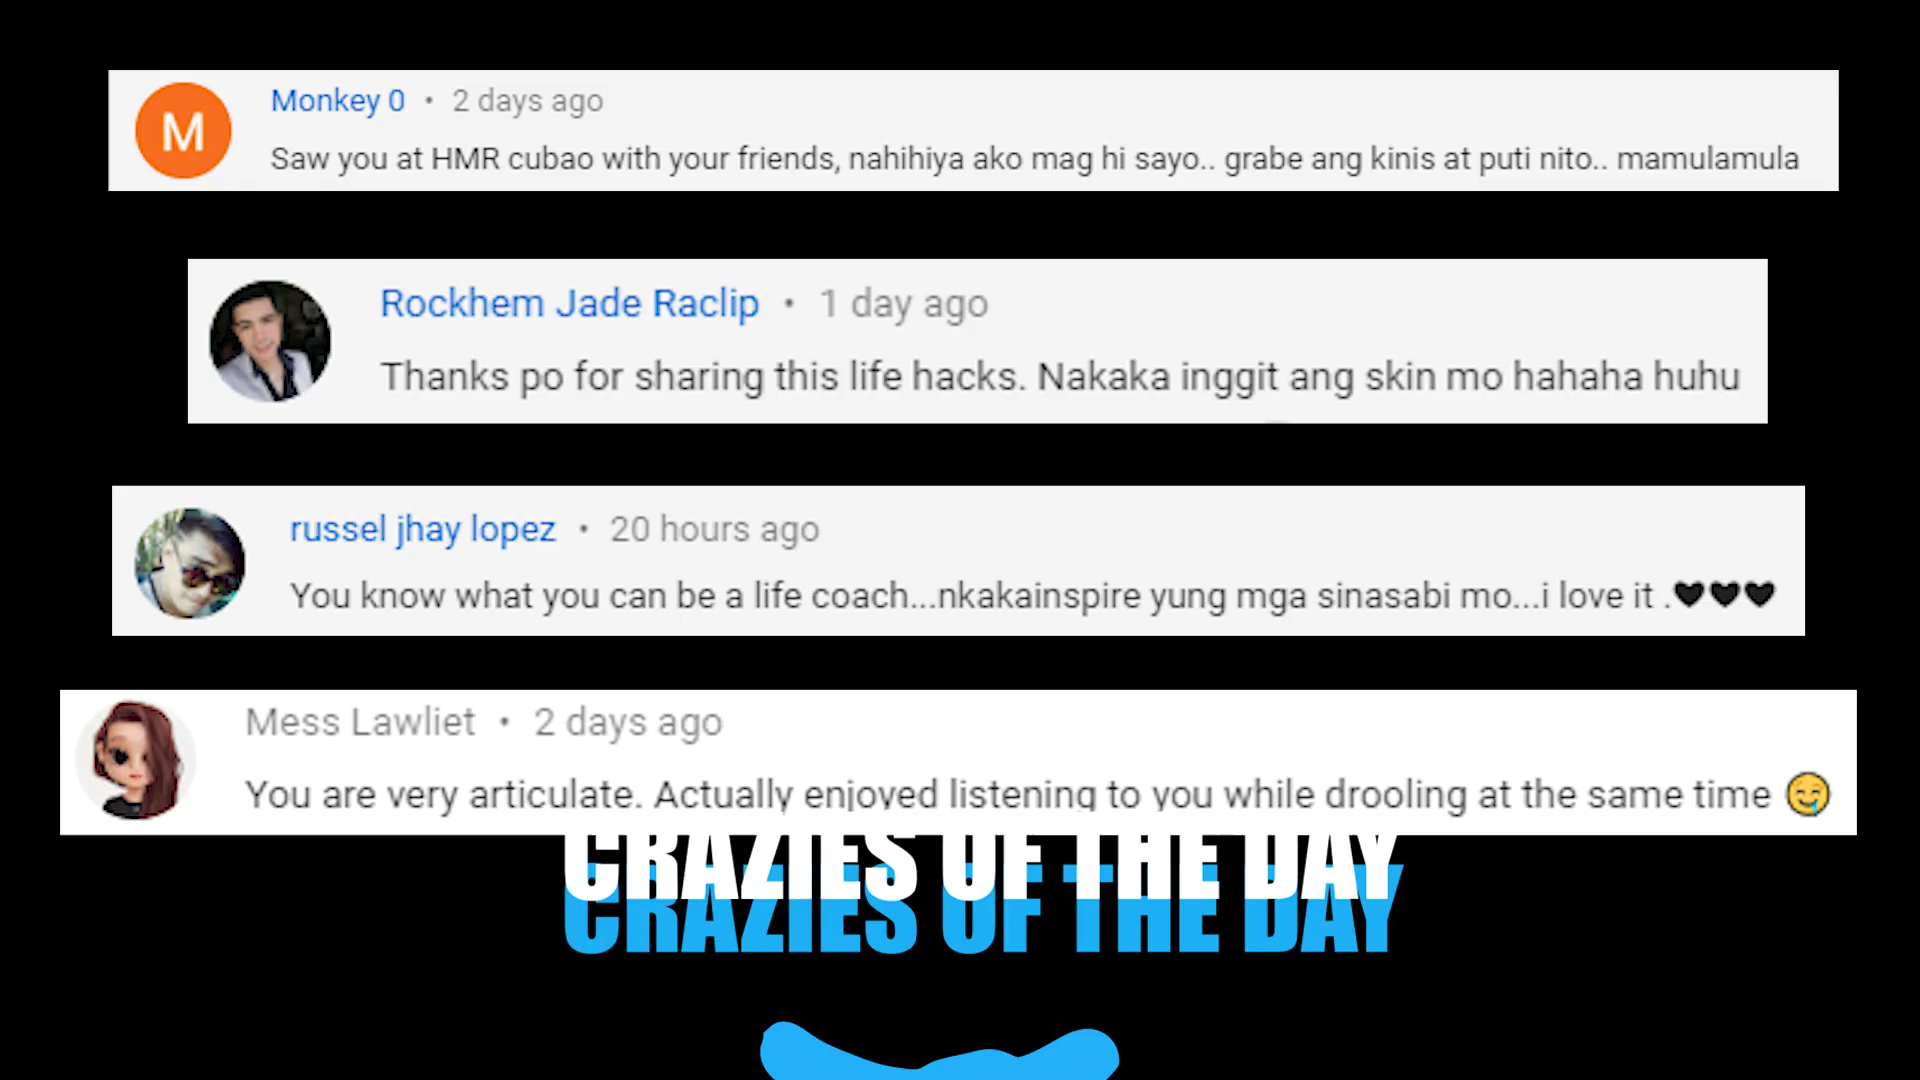 M
Monkey 0 • 2 days ago
Saw you at HMR cubao with your friends, nahihiya ako mag hi sayo.. grabe ang kinis at puti nito.. mamulamula
Rockhem Jade Raclip • 1 day ago
Thanks po for sharing this life hacks. Nakaka inggit ang skin mo hahaha huhu
russel jhay lopez • 20 hours ago
You know what you can be a life coach...nkakainspire yung mga sinasabi mo...i love it .🖤🖤🖤
Mess Lawliet • 2 days ago
You are very articulate. Actually enjoyed listening to you while drooling at the same time 🤤
CRAZIES OF THE DAY
CRAZIES OF THE DAY